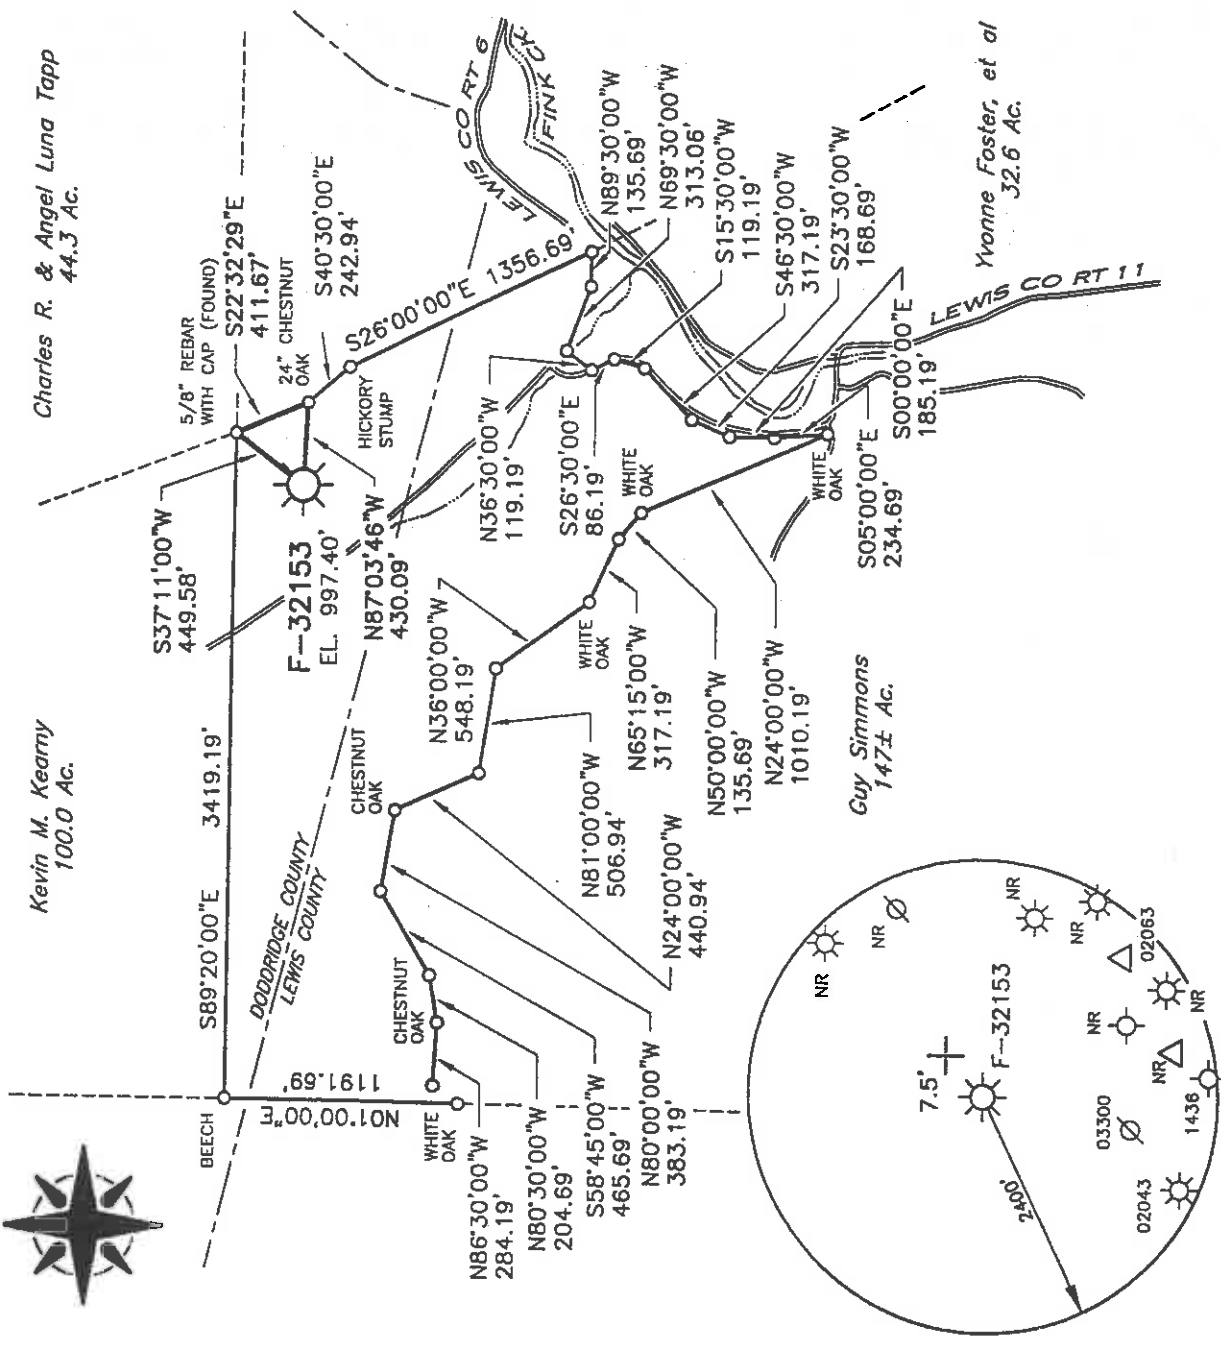 Charles R. & Angel Luna Tapp
44.3 Ac.
Kevin M. Kearny
100.0 Ac.
5/8" REBAR
WITH CAP (FOUND)
S22°32'29"E
411.67'
24" CHESTNUT
OAK
S40°30'00"E
242.94'
HICKORY
STUMP
S26°00'00"E 1356.69'
LEWIS CO RT 6
FINK CK.
N89°30'00"W
135.69'
N69°30'00"W
313.06'
S15°30'00"W
119.19'
S46°30'00"W
317.19'
S23°30'00"W
168.69'
S00°00'00"E
185.19'
S05°00'00"E
234.69'
LEWIS CO RT 11
Yvonne Foster, et al
32.6 Ac.
S37°11'00"W
449.58'
F-32153
EL. 997.40'
N87°03'46"W
430.09'
N36°30'00"W
119.19'
S26°30'00"E
86.19'
WHITE
OAK
WHITE
OAK
N24°00'00"W
1010.19'
N50°00'00"W
135.69'
N65°15'00"W
317.19'
WHITE
OAK
N36°00'00"W
548.19'
N81°00'00"W
506.94'
N24°00'00"W
440.94'
CHESTNUT
OAK
N80°00'00"W
383.19'
S58°45'00"W
465.69'
CHESTNUT
OAK
N80°30'00"W
204.69'
N86°30'00"W
284.19'
WHITE
OAK
N01°00'00"E
1191.69'
BEECH
S89°20'00"E 3419.19'
DODDRIDGE COUNTY
LEWIS COUNTY
Guy Simmons
147± Ac.
NR
NR
NR
NR
02063
NR
NR
NR
7.5'
F-32153
03300
1436
02043
2400'